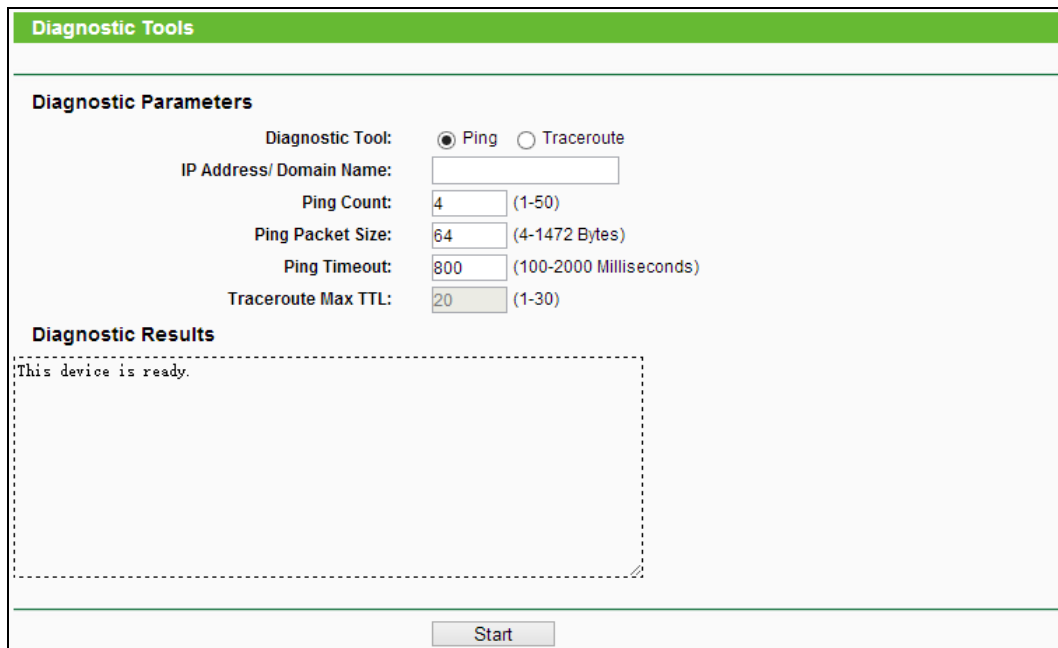 Diagnostic Tools
Diagnostic Parameters
Diagnostic Tool: Ping Traceroute
IP Address/ Domain Name:
Ping Count: 4 (1-50)
Ping Packet Size: 64 (4-1472 Bytes)
Ping Timeout: 800 (100-2000 Milliseconds)
Traceroute Max TTL: 20 (1-30)
Diagnostic Results
This device is ready.
Start